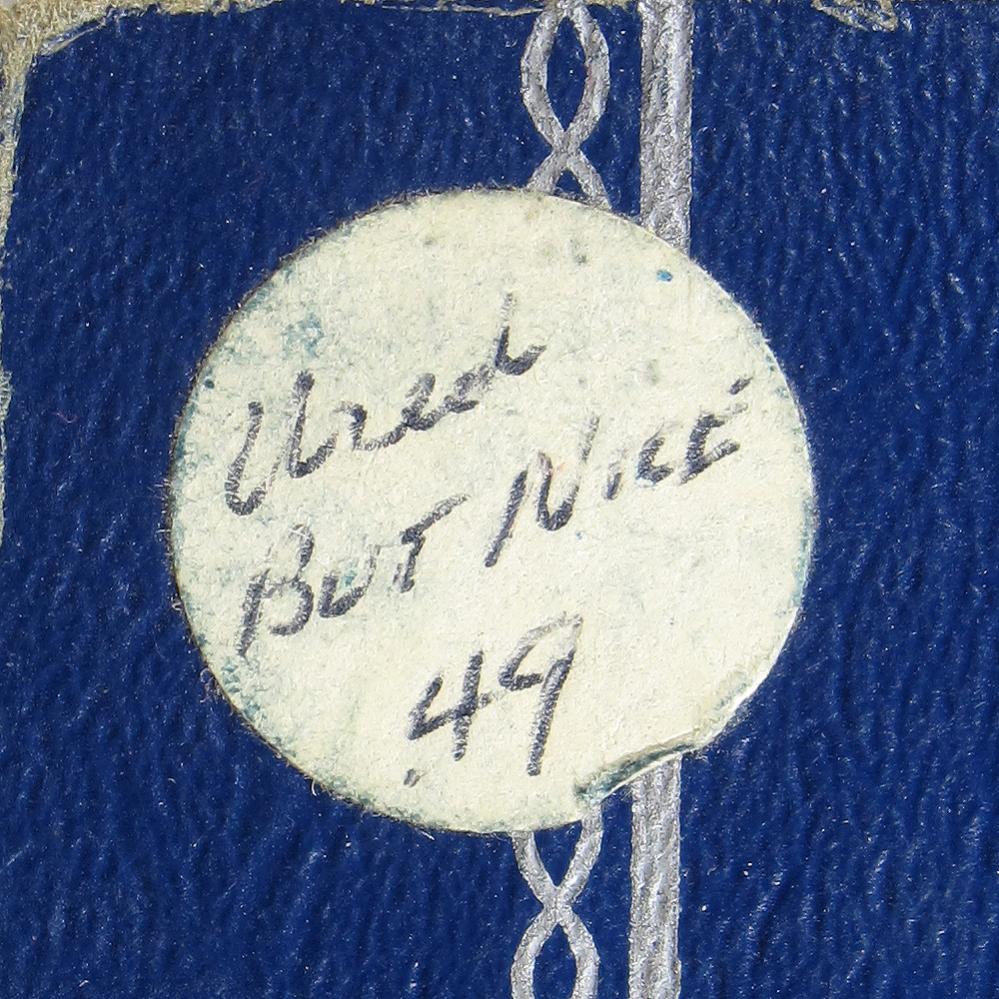 Used
BUT NICE
.49